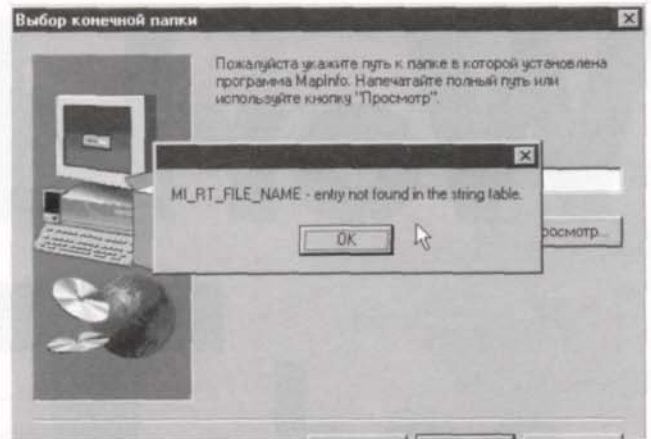 Выбор конечной папки
Пожалуйста укажите путь к папке в которой установлена
программа MapInfo. Напечатайте полный путь или
используйте кнопку "Просмотр".
MI_RT_FILE_NAME - entry not found in the string table.
OK
росмотр...